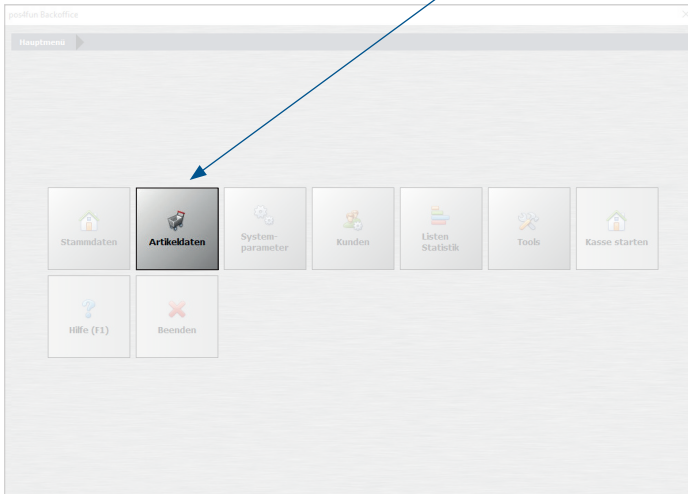 pos4fun Backoffice
Hauptmenü
Stammdaten
Artikeldaten
System-
parameter
Kunden
Listen
Statistik
Tools
Kasse starten
Hilfe (F1)
Beenden